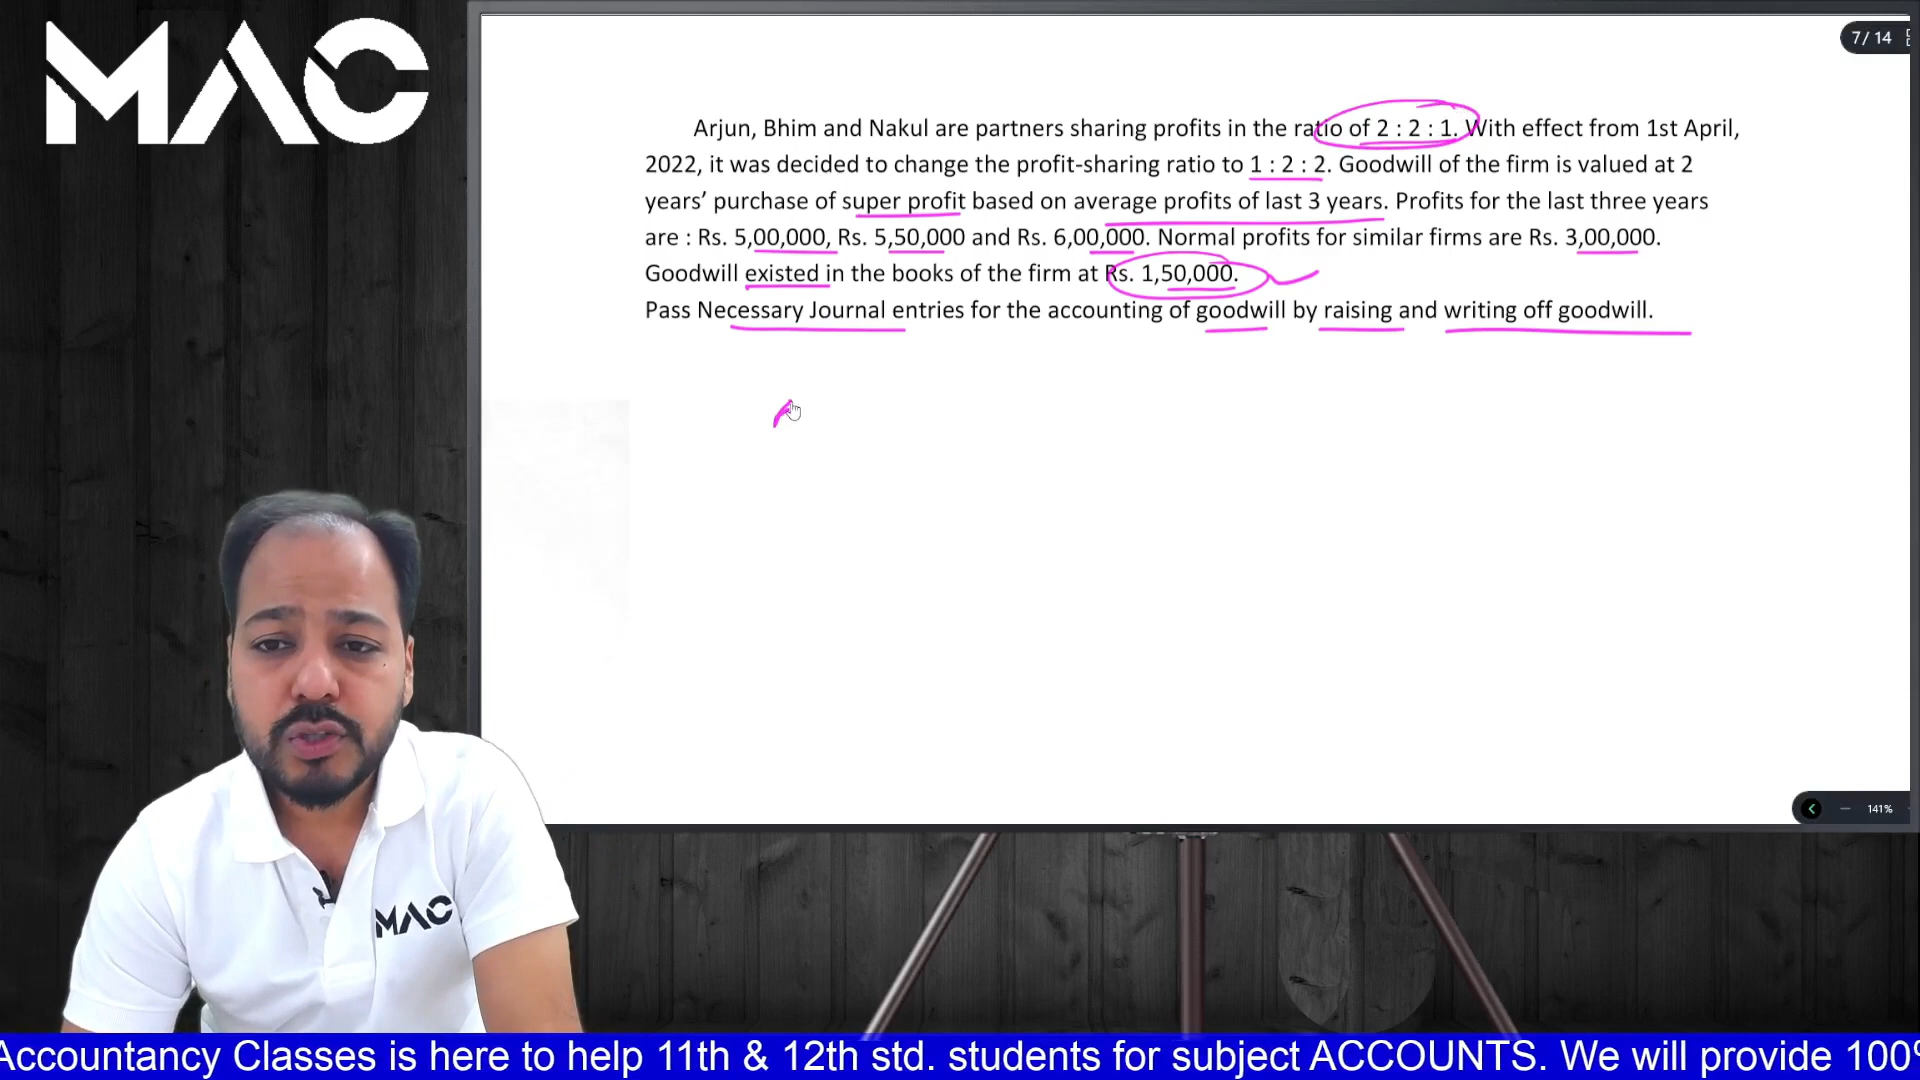 MAC
7/ 14
Arjun, Bhim and Nakul are partners sharing profits in the ratio of 2 : 2 : 1. With effect from 1st April,
2022, it was decided to change the profit-sharing ratio to 1 : 2 : 2. Goodwill of the firm is valued at 2
years’ purchase of super profit based on average profits of last 3 years. Profits for the last three years
are : Rs. 5,00,000, Rs. 5,50,000 and Rs. 6,00,000. Normal profits for similar firms are Rs. 3,00,000.
Goodwill existed in the books of the firm at Rs. 1,50,000.
Pass Necessary Journal entries for the accounting of goodwill by raising and writing off goodwill.
141%
MAC
Accountancy Classes is here to help 11th & 12th std. students for subject ACCOUNTS. We will provide 100%